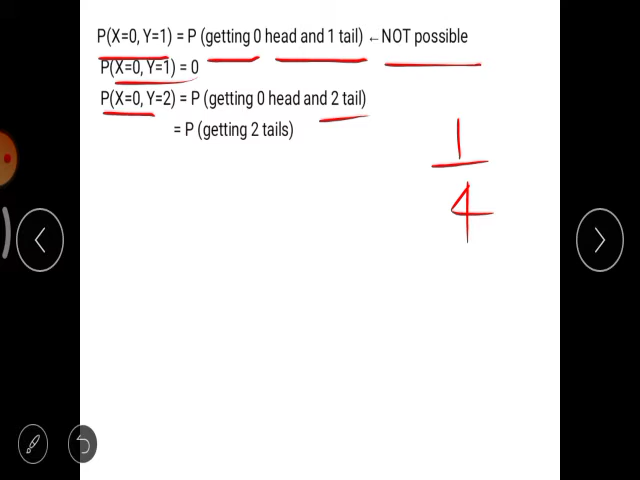 P(X=0, Y=1) = P (getting 0 head and 1 tail) ←NOT possible
P(X=0, Y=1) = 0
P(X=0, Y=2) = P (getting 0 head and 2 tail)
= P (getting 2 tails)
1
4